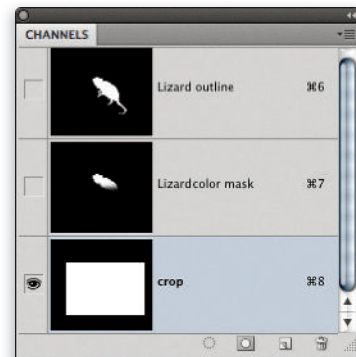 CHANNELS
Lizard outline ⌘6
Lizardcolor mask ⌘7
crop ⌘8